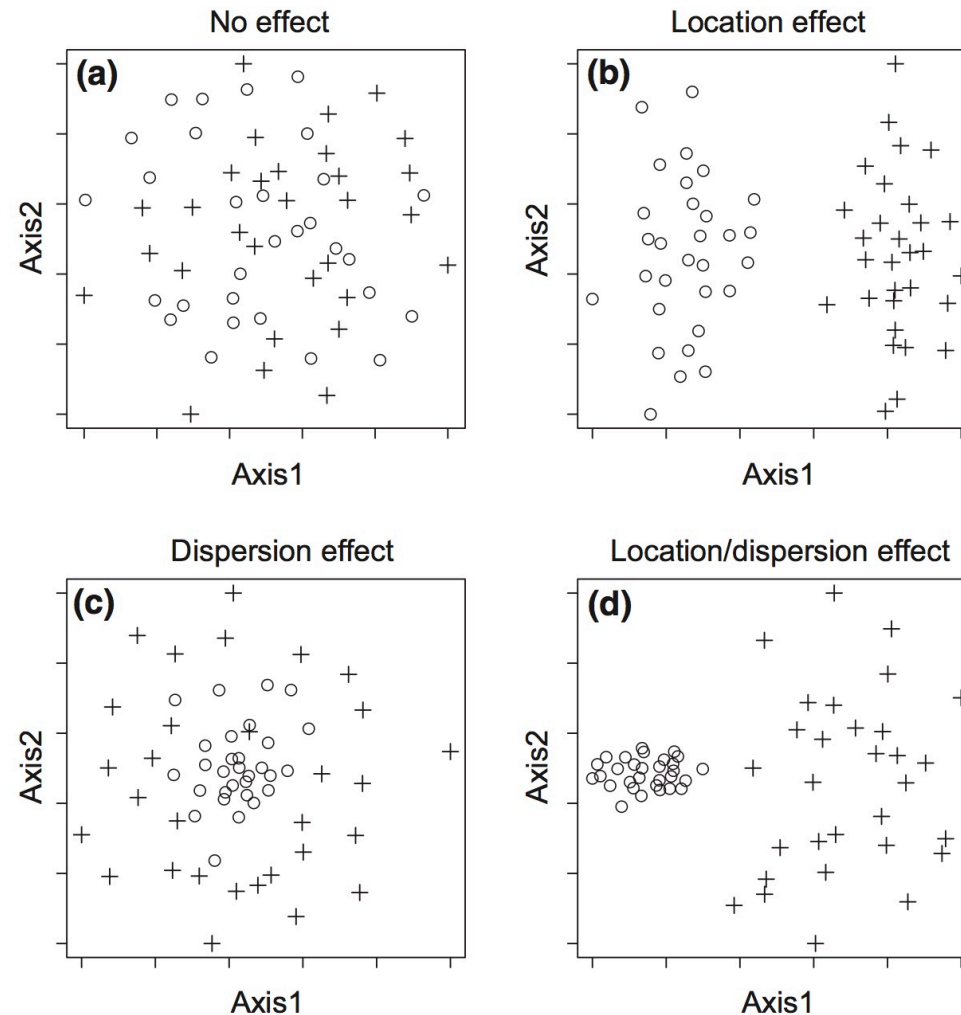 No effect
(a)
Axis2
Axis1
Location effect
(b)
Axis2
Axis1
Dispersion effect
(c)
Axis2
Axis1
Location/dispersion effect
(d)
Axis2
Axis1